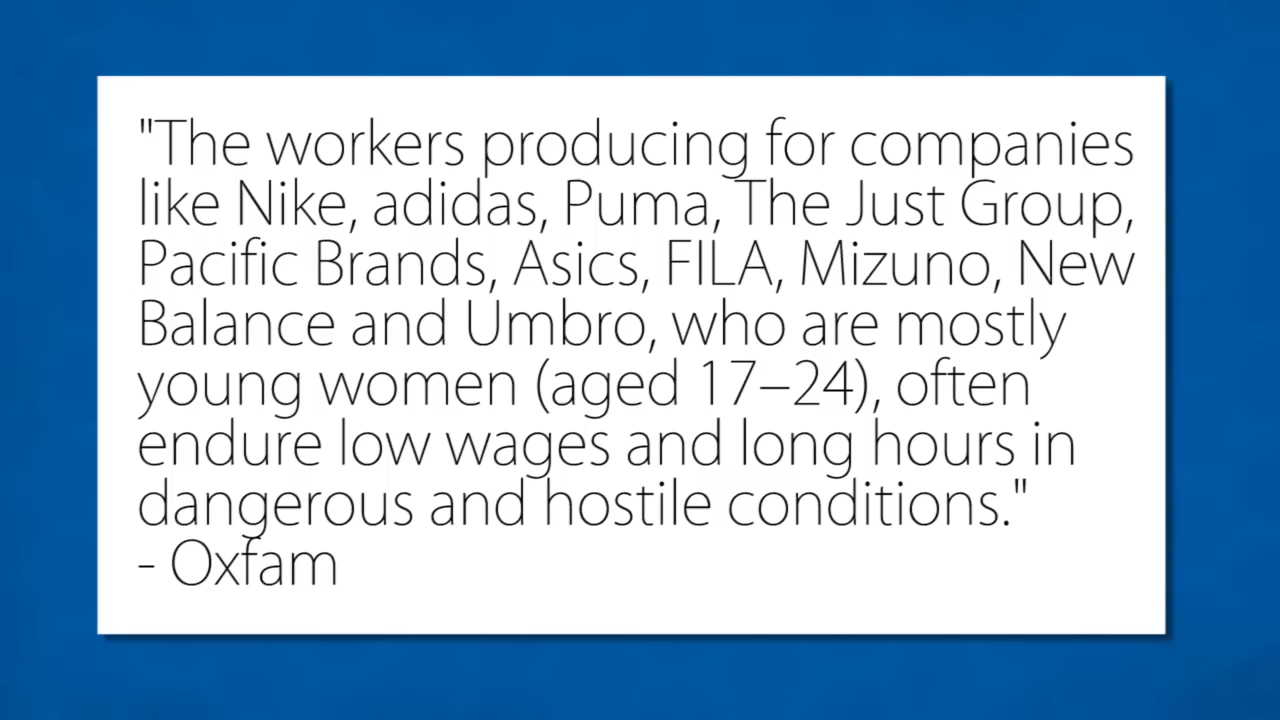 "The workers producing for companies
like Nike, adidas, Puma, The Just Group,
Pacific Brands, Asics, FILA, Mizuno, New
Balance and Umbro, who are mostly
young women (aged 17–24), often
endure low wages and long hours in
dangerous and hostile conditions."
- Oxfam